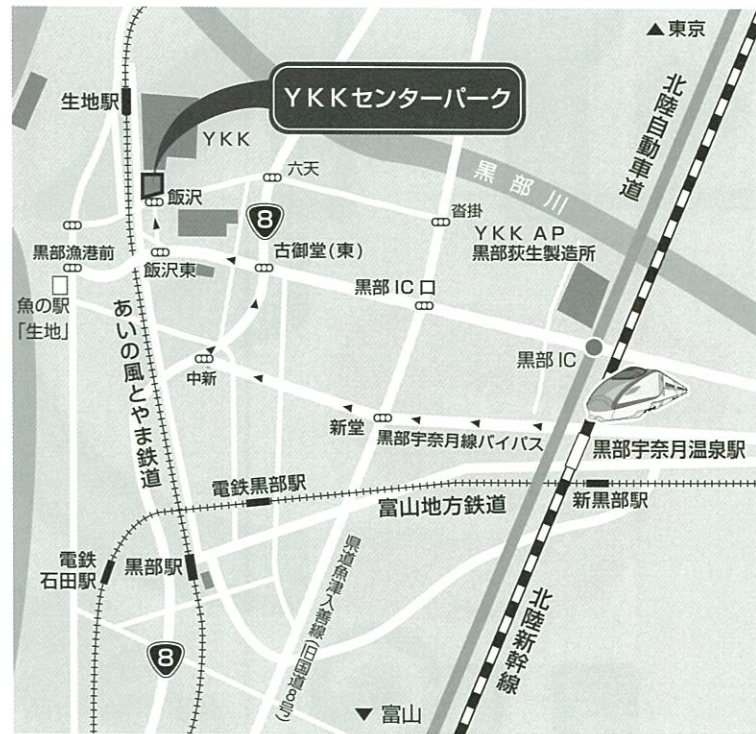 ▲東京
北陸自動車道
生地駅
YKKセンターパーク
YKK
六天
黒部川
飯沢
沓掛
8
YKK AP
黒部荻生製造所
黒部漁港前
飯沢東
古御堂(東)
黒部IC口
魚の駅
「生地」
あいの風とやま鉄道
黒部IC
中新
新堂
黒部宇奈月線バイパス
黒部宇奈月温泉駅
電鉄黒部駅
富山地方鉄道
新黒部駅
電鉄
石田駅
黒部駅
県道魚津入善線(旧国道8号)
北陸新幹線
8
▼富山